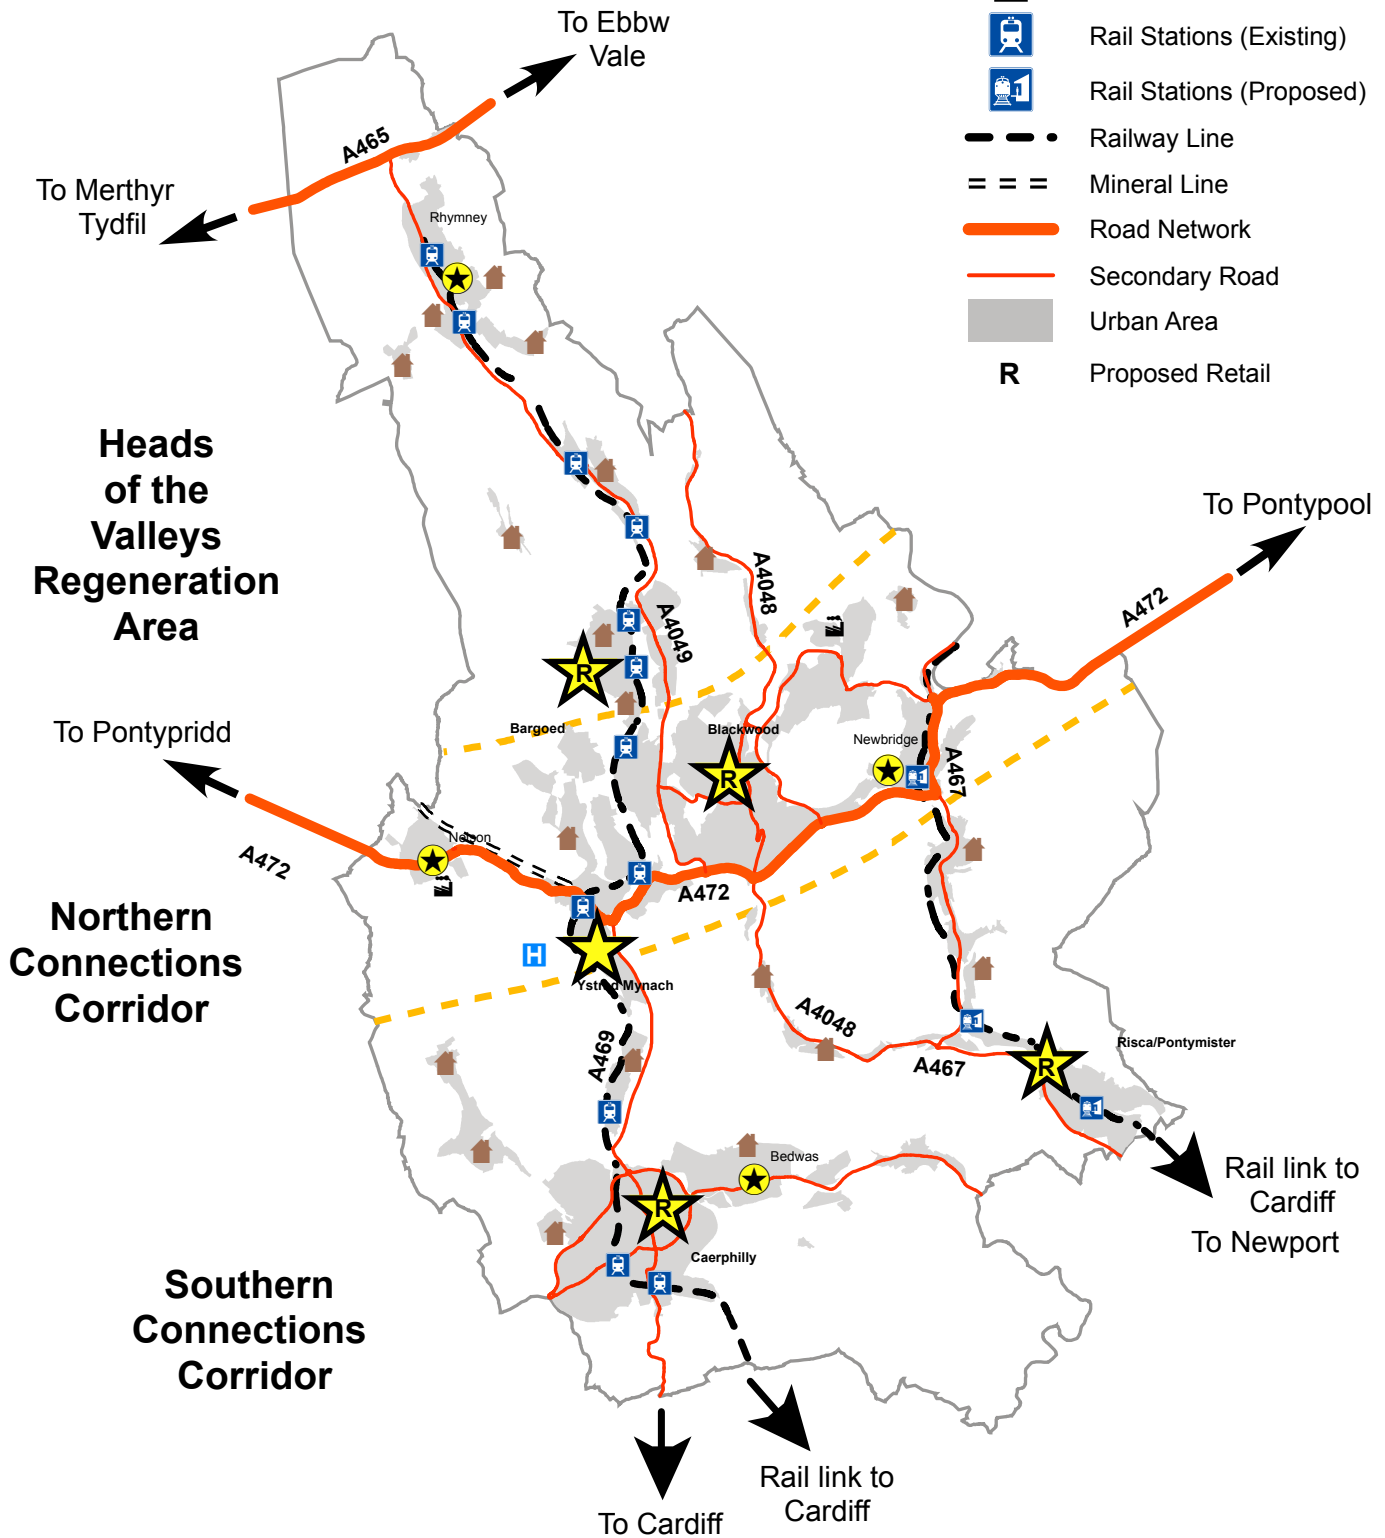 To Ebbw
Vale
Rail Stations (Existing)
Rail Stations (Proposed)
Railway Line
Mineral Line
Road Network
Secondary Road
Urban Area
R
Proposed Retail
A465
To Merthyr
Tydfil
Rhymney
Heads
of the
Valleys
Regeneration
Area
To Pontypool
A4048
A472
A4049
R
Bargoed
Blackwood
R
To Pontypridd
Newbridge
A467
Nelson
A472
A472
Northern
Connections
Corridor
H
Ystrad Mynach
A4048
A469
A467
Risca/Pontymister
R
Bedwas
Rail link to
Cardiff
To Newport
R
Caerphilly
Southern
Connections
Corridor
Rail link to
Cardiff
To Cardiff